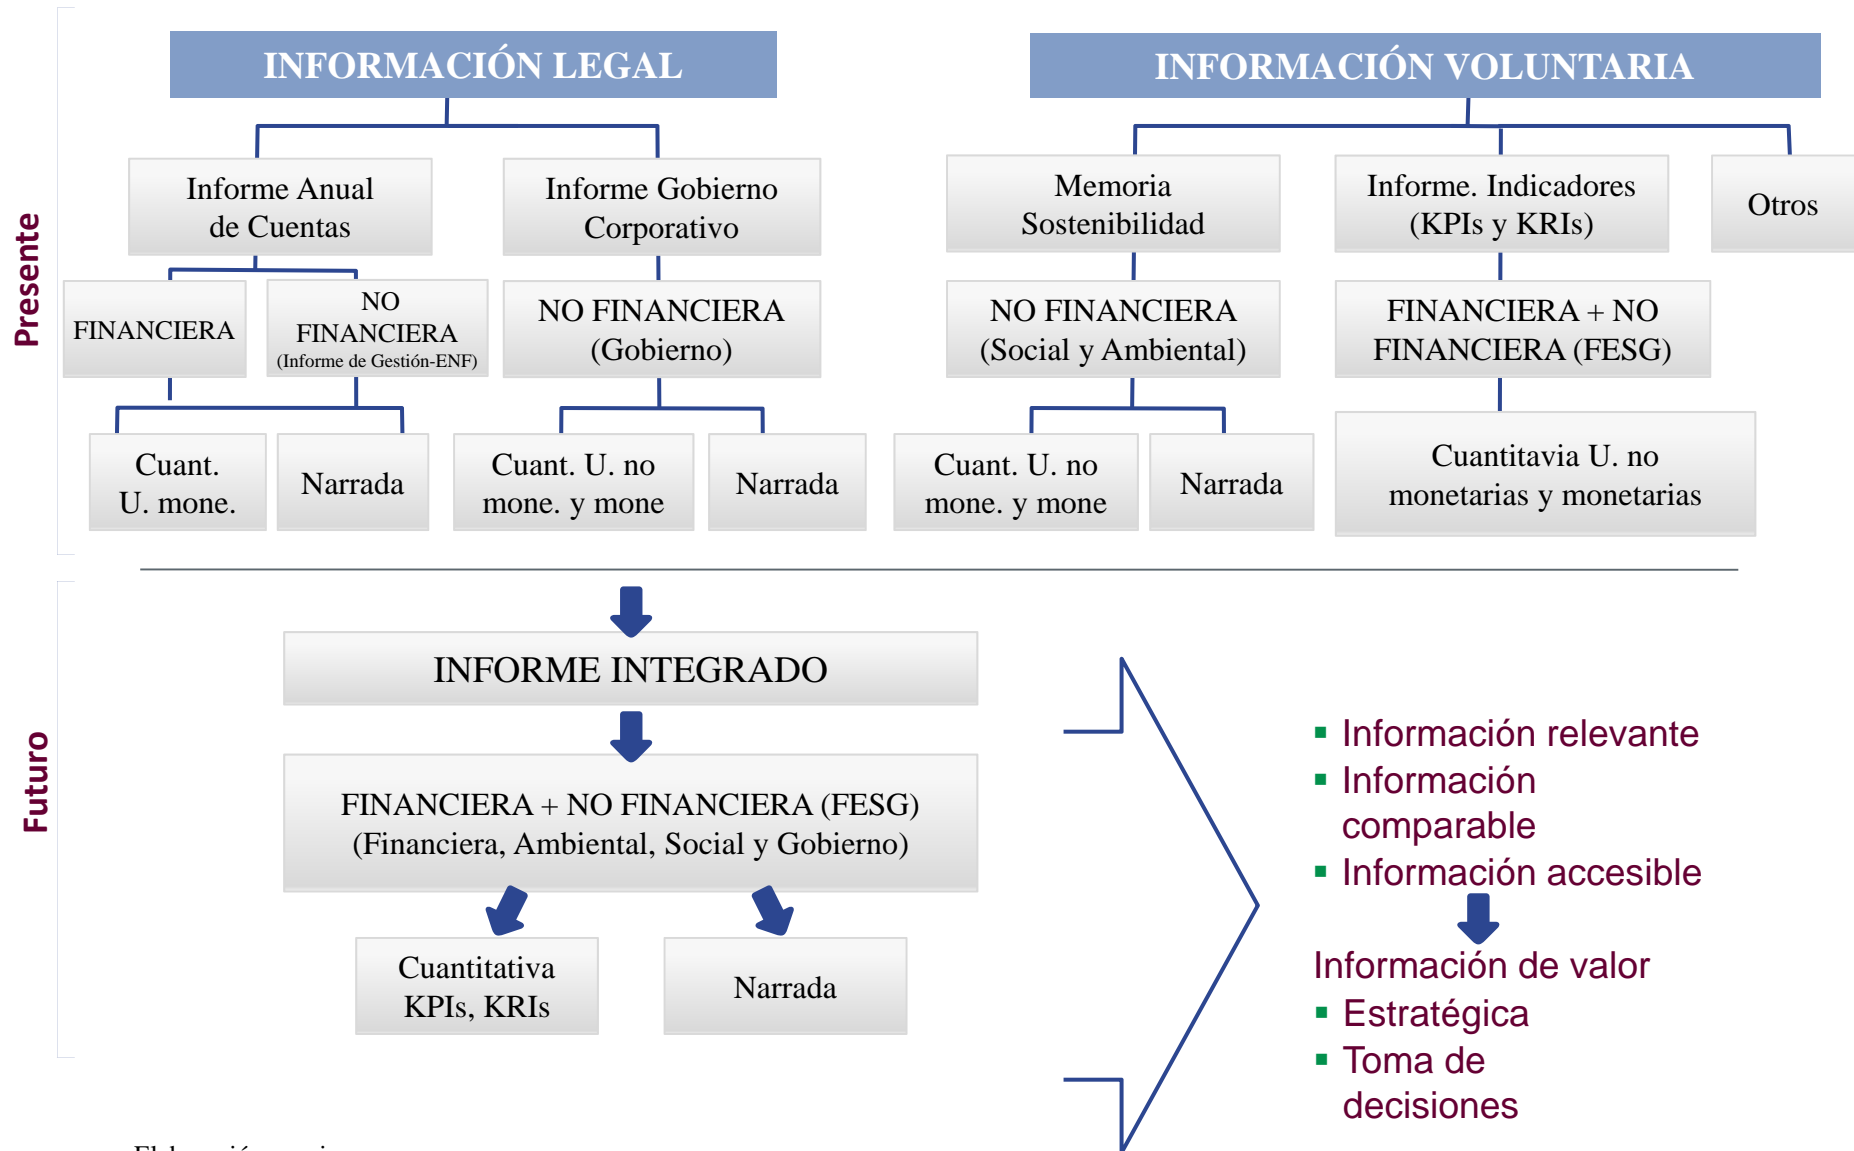 INFORMACIÓN LEGAL
INFORMACIÓN VOLUNTARIA
Presente
Informe Anual
de Cuentas
Informe Gobierno
Corporativo
Memoria
Sostenibilidad
Informe. Indicadores
(KPIs y KRIs)
Otros
FINANCIERA
NO
FINANCIERA
(Informe de Gestión-ENF)
NO FINANCIERA
(Gobierno)
NO FINANCIERA
(Social y Ambiental)
FINANCIERA + NO
FINANCIERA (FESG)
Cuant.
U. mone.
Narrada
Cuant. U. no
mone. y mone
Narrada
Cuant. U. no
mone. y mone
Narrada
Cuantitavia U. no
monetarias y monetarias
Futuro
INFORME INTEGRADO
FINANCIERA + NO FINANCIERA (FESG)
(Financiera, Ambiental, Social y Gobierno)
Cuantitativa
KPIs, KRIs
Narrada
▪ Información relevante
▪ Información
comparable
▪ Información accesible
Información de valor
▪ Estratégica
▪ Toma de
decisiones